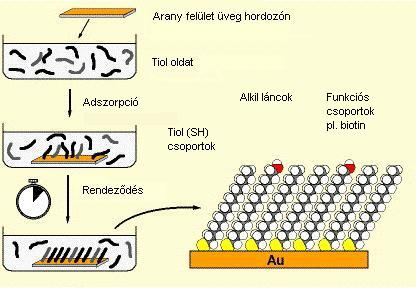 Arany felület üveg hordozón
Tiol oldat
Adszorpció
Alkil láncok
Funkciós
csoportok
pl. biotin
Tiol (SH)
csoportok
Rendeződés
Au